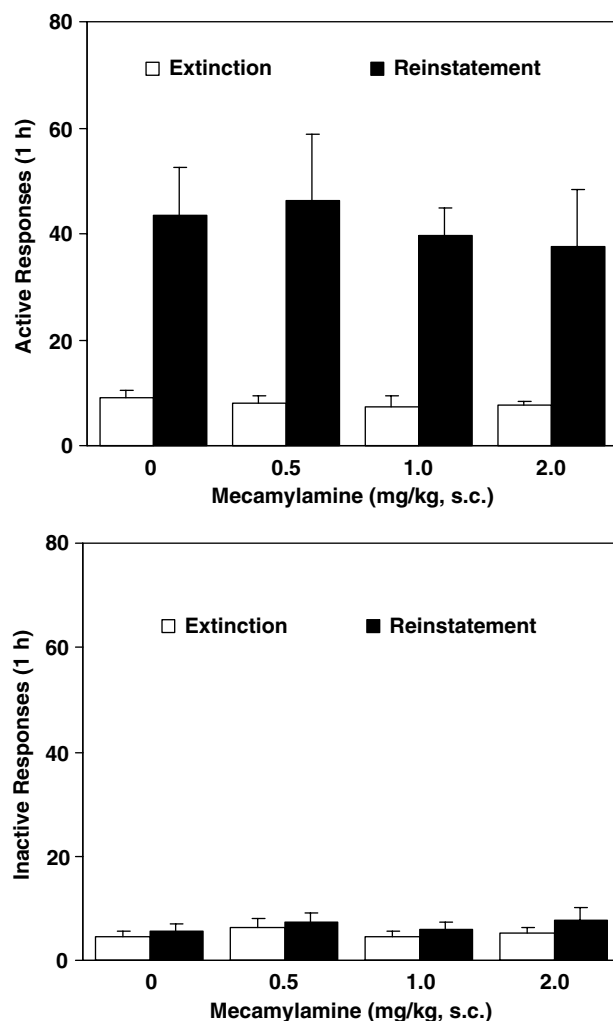 80
Extinction Reinstatement
60
40
20
0
Active Responses (1 h)
0 0.5 1.0 2.0
Mecamylamine (mg/kg, s.c.)
80
Extinction Reinstatement
60
40
20
0
Inactive Responses (1 h)
0 0.5 1.0 2.0
Mecamylamine (mg/kg, s.c.)